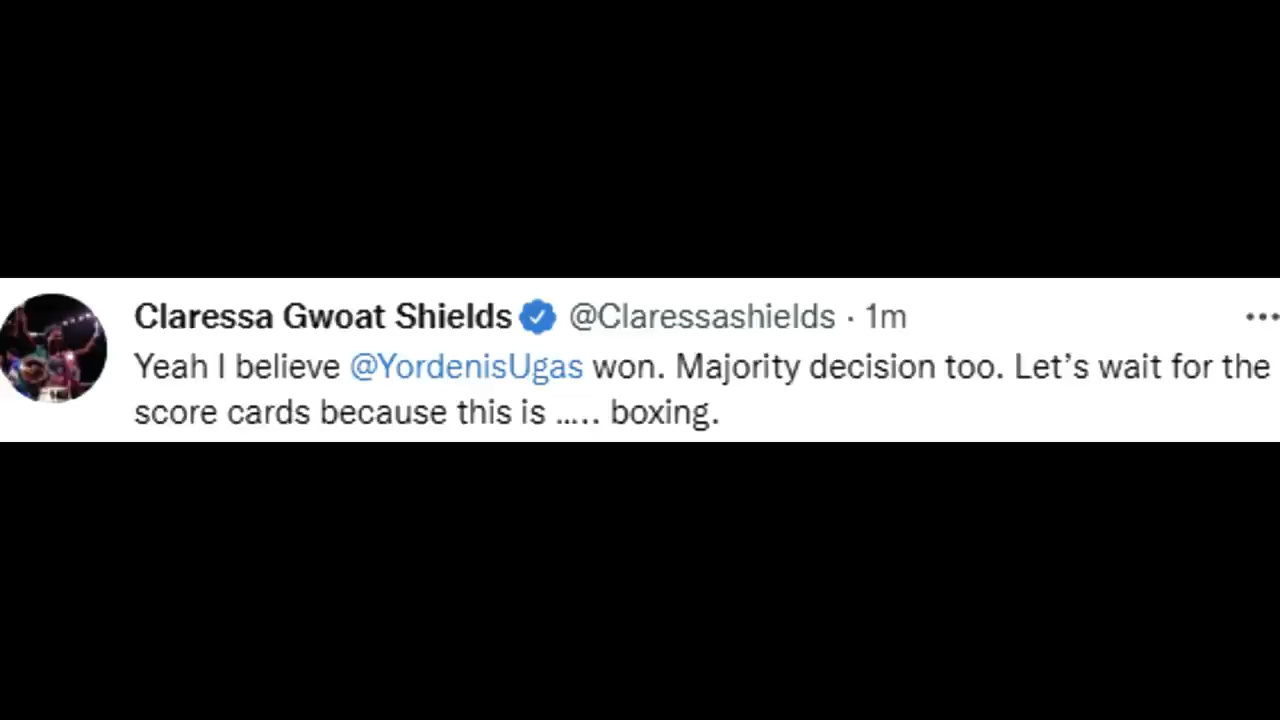 Claressa Gwoat Shields @Claressashields · 1m
Yeah I believe @YordenisUgas won. Majority decision too. Let’s wait for the
score cards because this is ..... boxing.